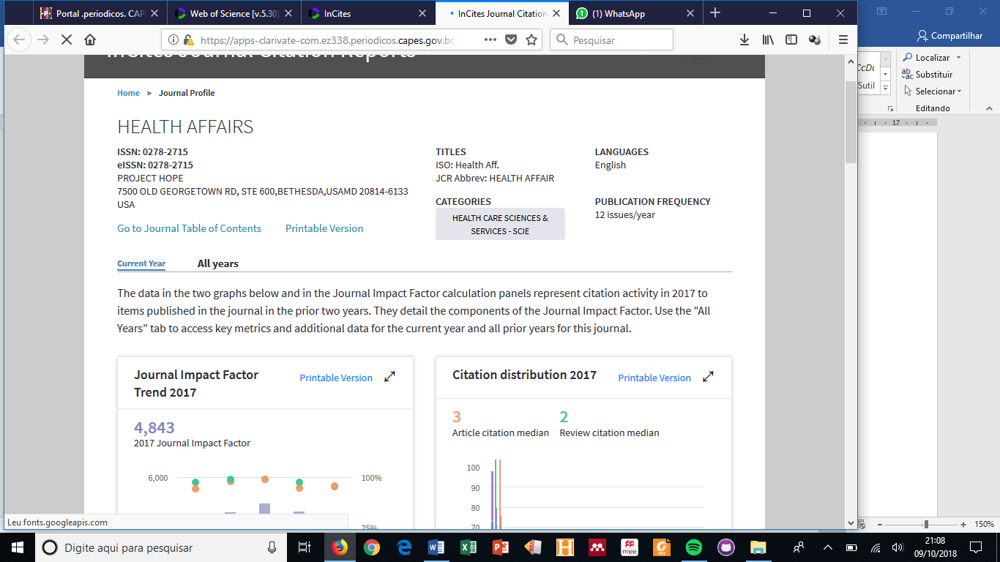 Portal .periodicos. CAP
Web of Science [v.5.30]
InCites
InCites Journal Citation
(1) WhatsApp
https://apps-clarivate-com.ez338.periodicos.capes.gov.br
Pesquisar
Compartilhar
Localizar
Substituir
Selecionar
Editando
Sutil
17
InCites Journal Citation Reports
Home > Journal Profile
HEALTH AFFAIRS
ISSN: 0278-2715
eISSN: 0278-2715
PROJECT HOPE
7500 OLD GEORGETOWN RD, STE 600,BETHESDA,USAMD 20814-6133
USA
Go to Journal Table of Contents
Printable Version
TITLES
ISO: Health Aff.
JCR Abbrev: HEALTH AFFAIR
CATEGORIES
HEALTH CARE SCIENCES &
SERVICES - SCIE
LANGUAGES
English
PUBLICATION FREQUENCY
12 issues/year
Current Year
All years
The data in the two graphs below and in the Journal Impact Factor calculation panels represent citation activity in 2017 to
items published in the journal in the prior two years. They detail the components of the Journal Impact Factor. Use the "All
Years" tab to access key metrics and additional data for the current year and all prior years for this journal.
Journal Impact Factor
Trend 2017
Printable Version
4,843
2017 Journal Impact Factor
6,000
100%
75%
Citation distribution 2017
Printable Version
3
Article citation median
2
Review citation median
100
90
80
70
Leu fonts.googleapis.com
150%
Digite aqui para pesquisar
21:08
09/10/2018